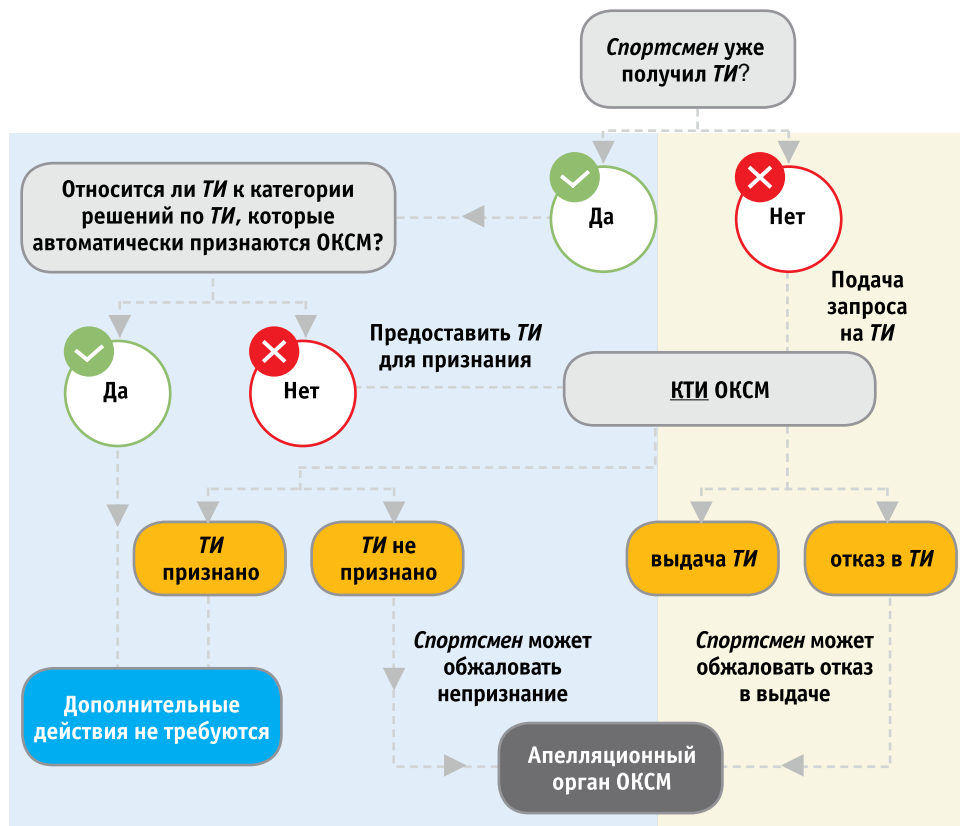 Спортсмен уже
получил ТИ?
Относится ли ТИ к категории
решений по ТИ, которые
автоматически признаются ОКСМ?
Да
Нет
Подача
запроса
на ТИ
Да
Нет
Предоставить ТИ
для признания
КТИ ОКСМ
ТИ
признано
ТИ не
признано
выдача ТИ
отказ в ТИ
Спортсмен может
обжаловать
непризнание
Спортсмен может
обжаловать отказ
в выдаче
Дополнительные
действия не требуются
Апелляционный
орган ОКСМ